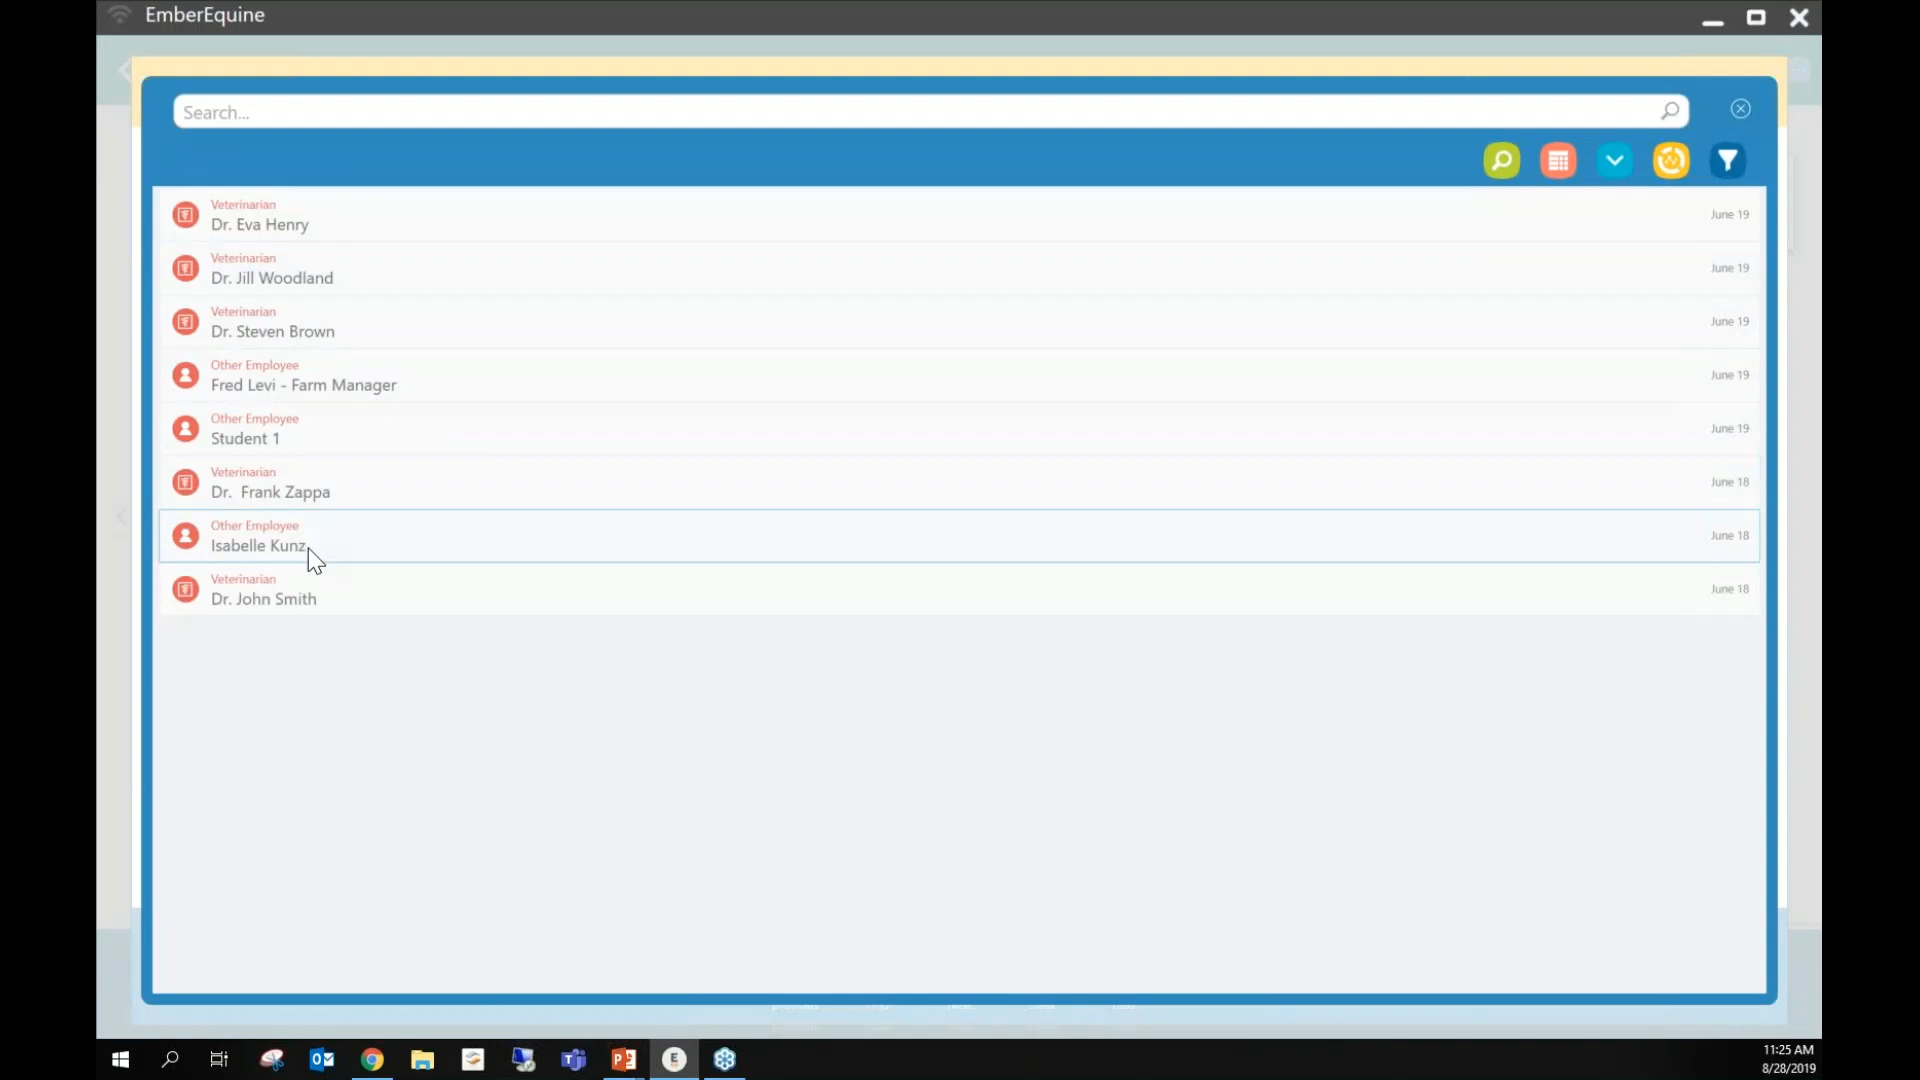 EmberEquine
Search...
Veterinarian
Dr. Eva Henry
June 19
Veterinarian
Dr. Jill Woodland
June 19
Veterinarian
Dr. Steven Brown
June 19
Other Employee
Fred Levi - Farm Manager
June 19
Other Employee
Student 1
June 19
Veterinarian
Dr.  Frank Zappa
June 18
Other Employee
Isabelle Kunz
June 18
Veterinarian
Dr. John Smith
June 18
11:25 AM
8/28/2019